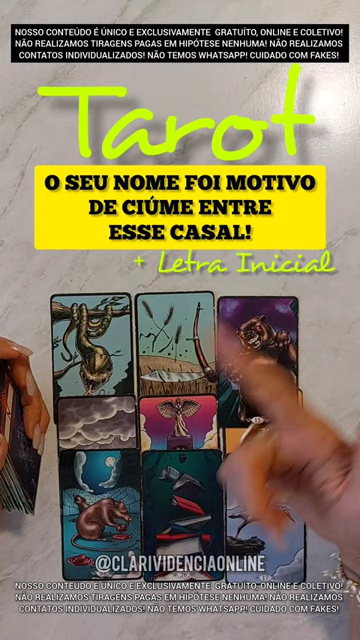 NOSSO CONTEÚDO É ÚNICO E EXCLUSIVAMENTE GRATUÍTO, ONLINE E COLETIVO!
NÃO REALIZAMOS TIRAGENS PAGAS EM HIPÓTESE NENHUMA! NÃO REALIZAMOS
CONTATOS INDIVIDUALIZADOS! NÃO TEMOS WHATSAPP! CUIDADO COM FAKES!
Tarot
O SEU NOME FOI MOTIVO
DE CIÚME ENTRE
ESSE CASAL!
+ Letra Inicial
@CLARIVIDENCIAONLINE
NOSSO CONTEÚDO É ÚNICO E EXCLUSIVAMENTE GRATUÍTO, ONLINE E COLETIVO!
NÃO REALIZAMOS TIRAGENS PAGAS EM HIPÓTESE NENHUMA! NÃO REALIZAMOS
CONTATOS INDIVIDUALIZADOS! NÃO TEMOS WHATSAPP! CUIDADO COM FAKES!